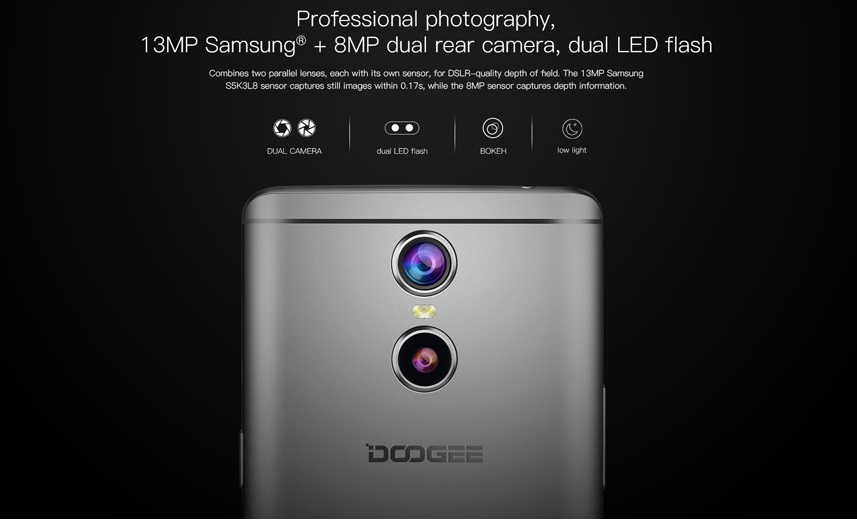 Professional photography,
13MP Samsung® + 8MP dual rear camera, dual LED flash
Combines two parallel lenses, each with its own sensor, for DSLR-quality depth of field. The 13MP Samsung
S5K3L8 sensor captures still images within 0.17s, while the 8MP sensor captures depth information.
DUAL CAMERA
dual LED flash
BOKEH
low light
DOOGEE